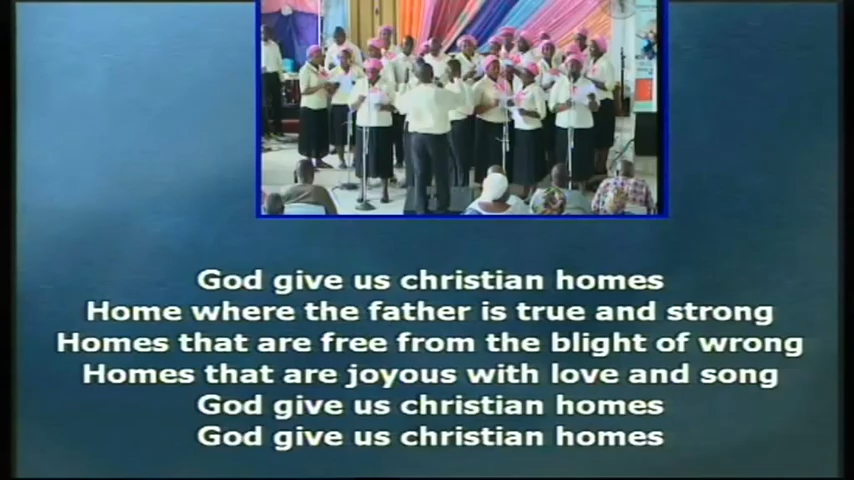 God give us christian homes
Home where the father is true and strong
Homes that are free from the blight of wrong
Homes that are joyous with love and song
God give us christian homes
God give us christian homes